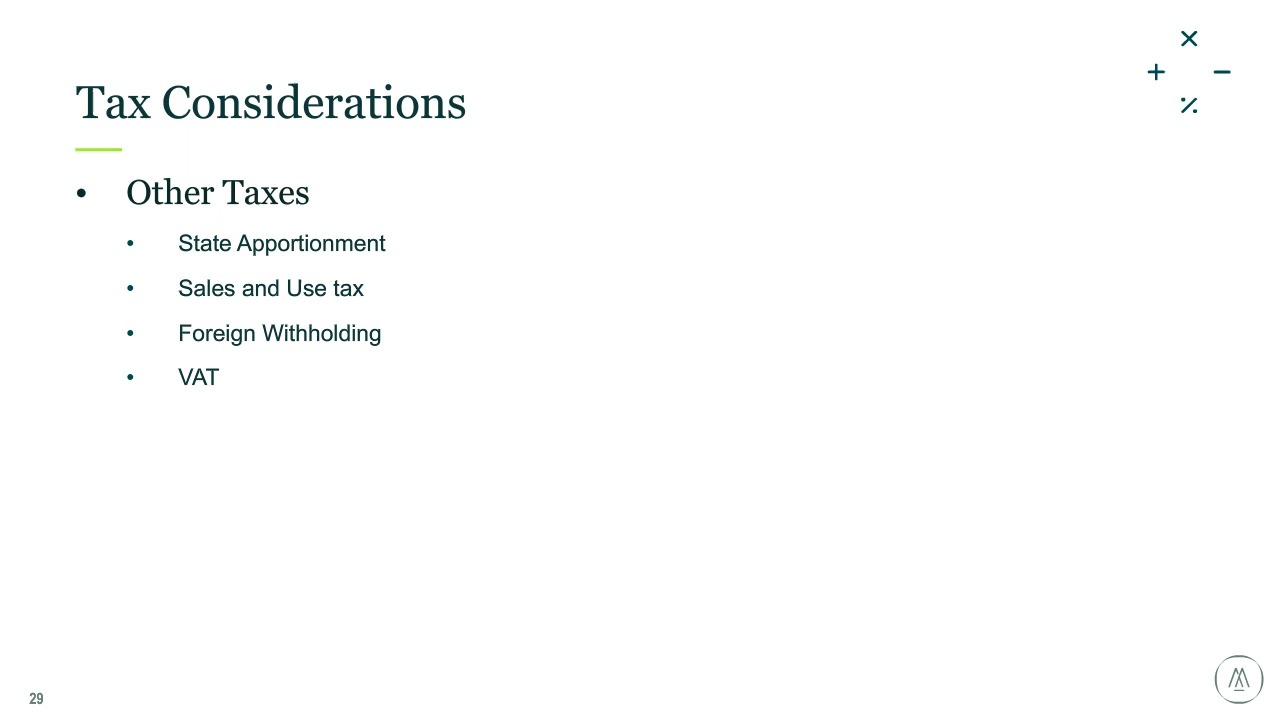 Tax Considerations
• Other Taxes
• State Apportionment
• Sales and Use tax
• Foreign Withholding
• VAT
29